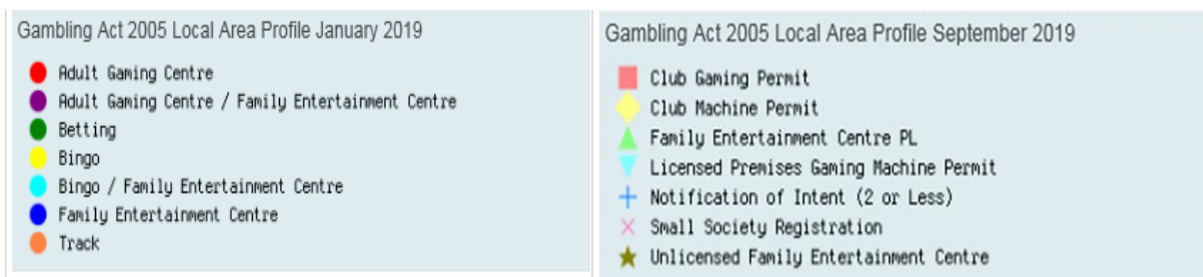 Gambling Act 2005 Local Area Profile January 2019
Adult Gaming Centre
Adult Gaming Centre / Family Entertainment Centre
Betting
Bingo
Bingo / Family Entertainment Centre
Family Entertainment Centre
Track
Gambling Act 2005 Local Area Profile September 2019
Club Gaming Permit
Club Machine Permit
Family Entertainment Centre PL
Licensed Premises Gaming Machine Permit
Notification of Intent (2 or Less)
Small Society Registration
Unlicensed Family Entertainment Centre